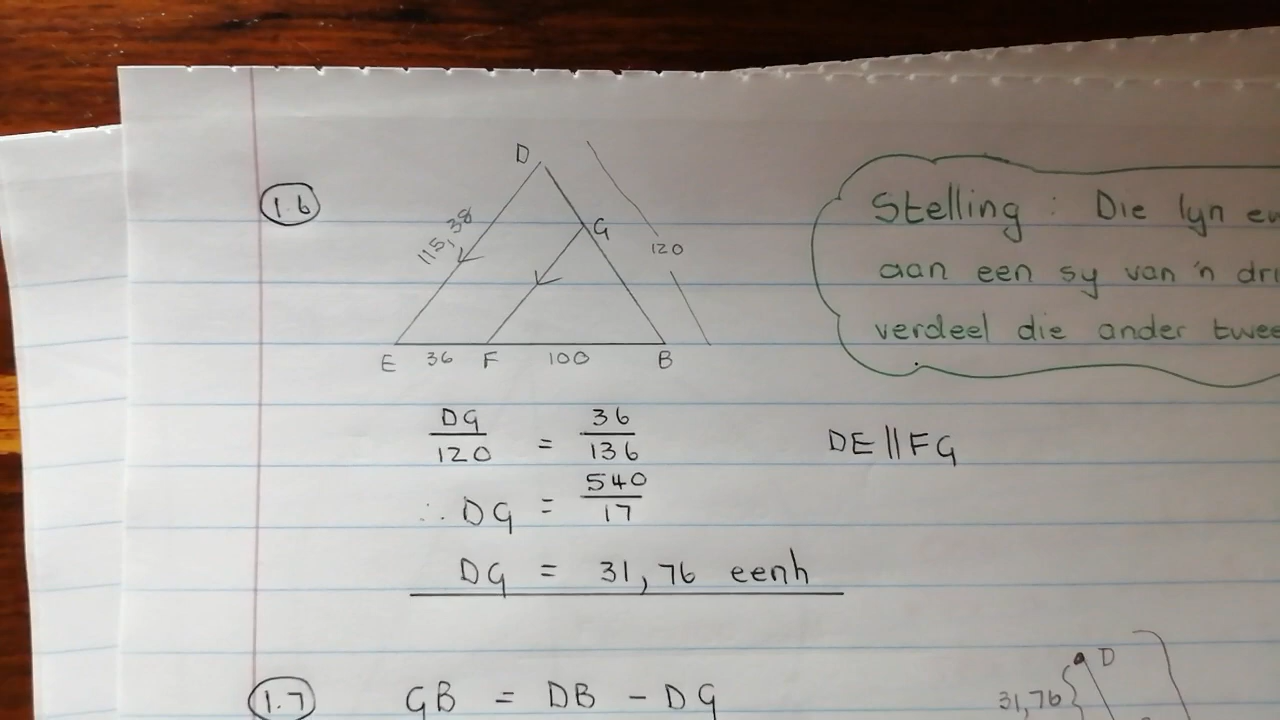 1.6
D
G
115,38
120
E 36 F 100 B
Stelling : Die lyn
aan een sy van 'n
verdeel die ander twee
DG/120 = 36/136 DE || FG
∴ DG = 540/17
DG = 31,76 eenh
1.7 GB = DB - DG
D
31,76